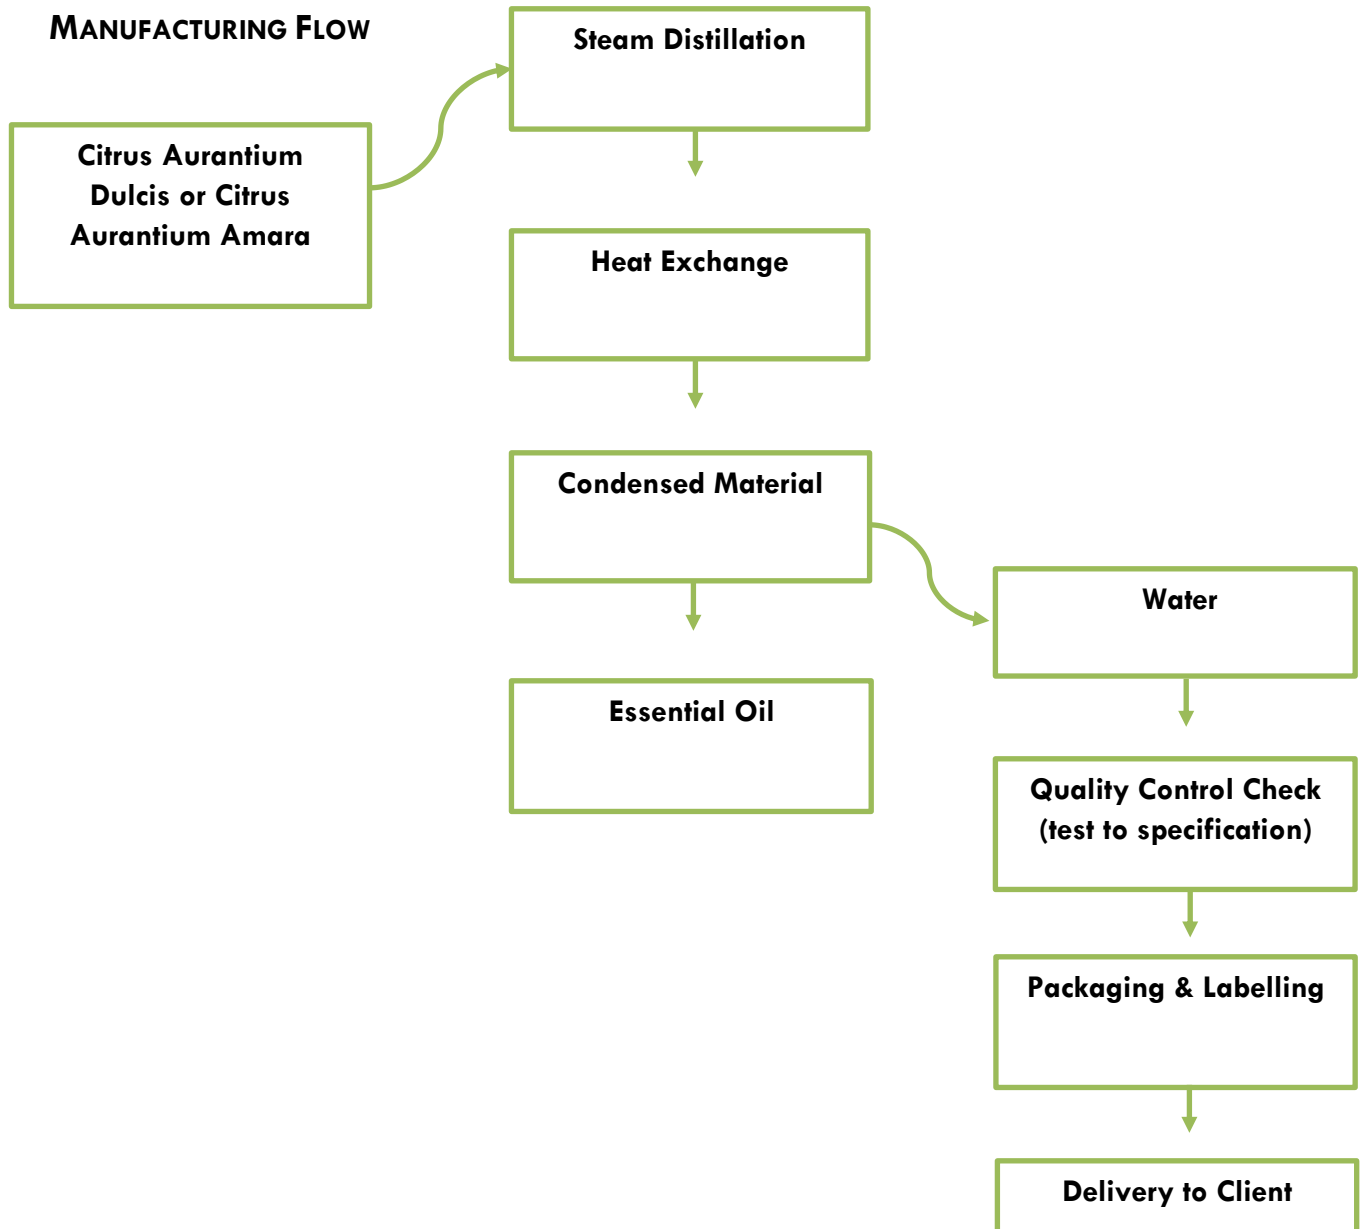 MANUFACTURING FLOW
Citrus Aurantium
Dulcis or Citrus
Aurantium Amara
Steam Distillation
Heat Exchange
Condensed Material
Essential Oil
Water
Quality Control Check
(test to specification)
Packaging & Labelling
Delivery to Client